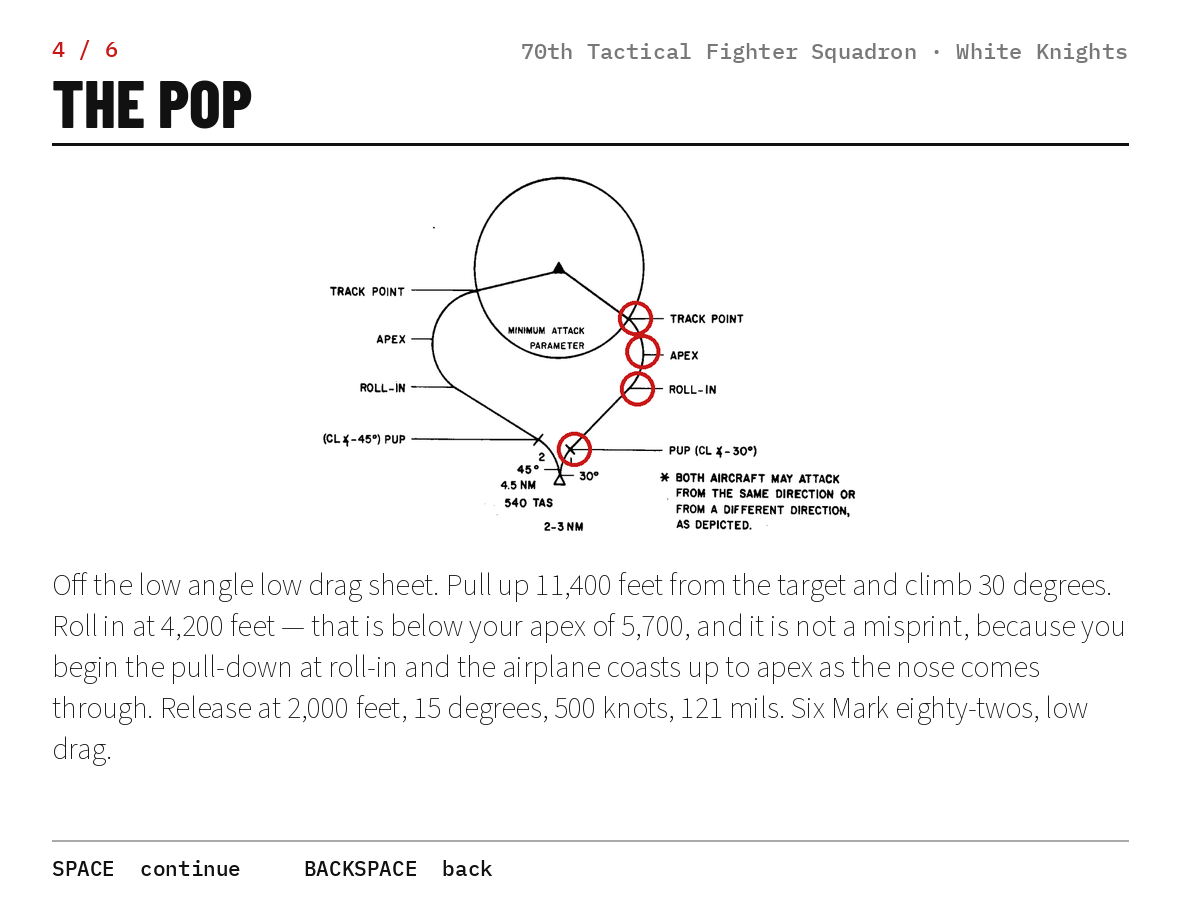 4 / 6
70th Tactical Fighter Squadron · White Knights
THE POP
TRACK POINT
TRACK POINT
MINIMUM ATTACK
PARAMETER
APEX
APEX
ROLL-IN
ROLL-IN
(CL ∡-45°) PUP
PUP (CL ∡-30°)
2
45°
30°
4.5 NM
540 TAS
2-3 NM
* BOTH AIRCRAFT MAY ATTACK
FROM THE SAME DIRECTION OR
FROM A DIFFERENT DIRECTION,
AS DEPICTED.
Off the low angle low drag sheet. Pull up 11,400 feet from the target and climb 30 degrees.
Roll in at 4,200 feet — that is below your apex of 5,700, and it is not a misprint, because you
begin the pull-down at roll-in and the airplane coasts up to apex as the nose comes
through. Release at 2,000 feet, 15 degrees, 500 knots, 121 mils. Six Mark eighty-twos, low
drag.
SPACE continue BACKSPACE back